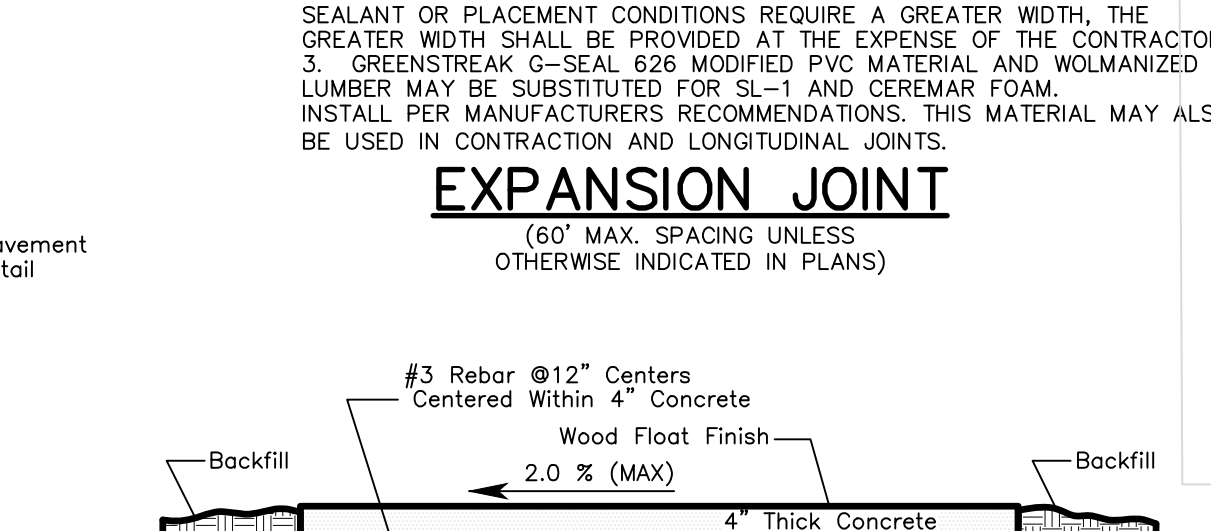 SEALANT OR PLACEMENT CONDITIONS REQUIRE A GREATER WIDTH, THE
GREATER WIDTH SHALL BE PROVIDED AT THE EXPENSE OF THE CONTRACTO
3. GREENSTREAK G-SEAL 626 MODIFIED PVC MATERIAL AND WOLMANIZED
LUMBER MAY BE SUBSTITUTED FOR SL-1 AND CEREMAR FOAM.
INSTALL PER MANUFACTURERS RECOMMENDATIONS. THIS MATERIAL MAY ALS
BE USED IN CONTRACTION AND LONGITUDINAL JOINTS.
EXPANSION JOINT
(60' MAX. SPACING UNLESS
OTHERWISE INDICATED IN PLANS)
avement
tail
#3 Rebar @12" Centers
Centered Within 4" Concrete
Wood Float Finish
Backfill
2.0 % (MAX)
Backfill
4" Thick Concrete